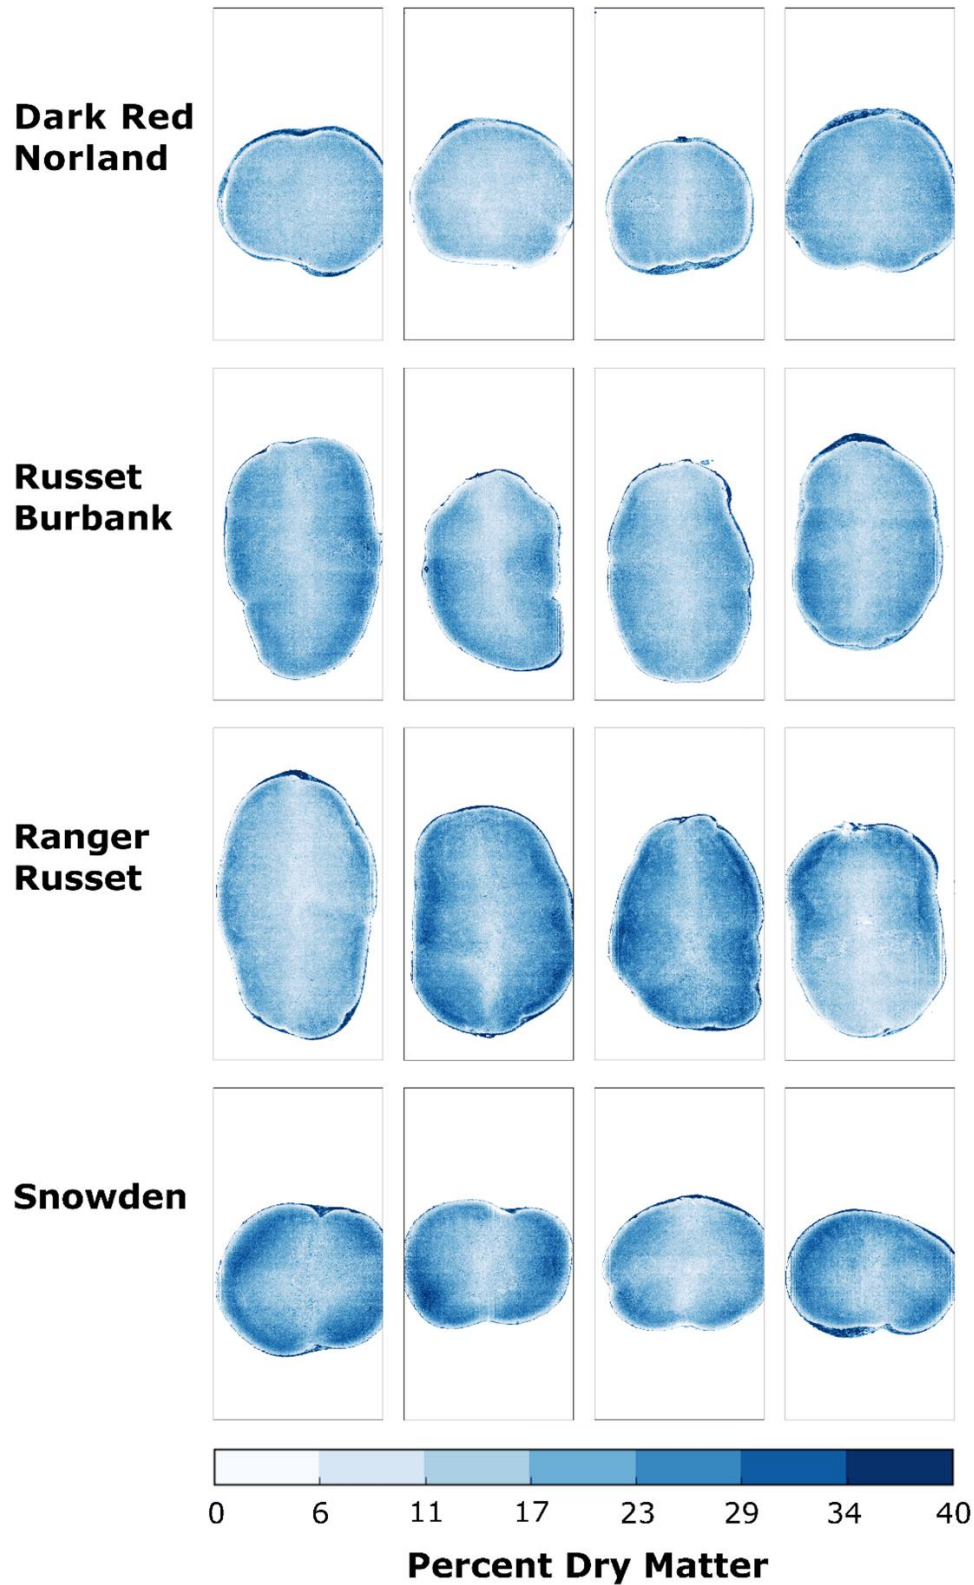 Dark Red
Norland
Russet
Burbank
Ranger
Russet
Snowden
0 6 11 17 23 29 34 40
Percent Dry Matter